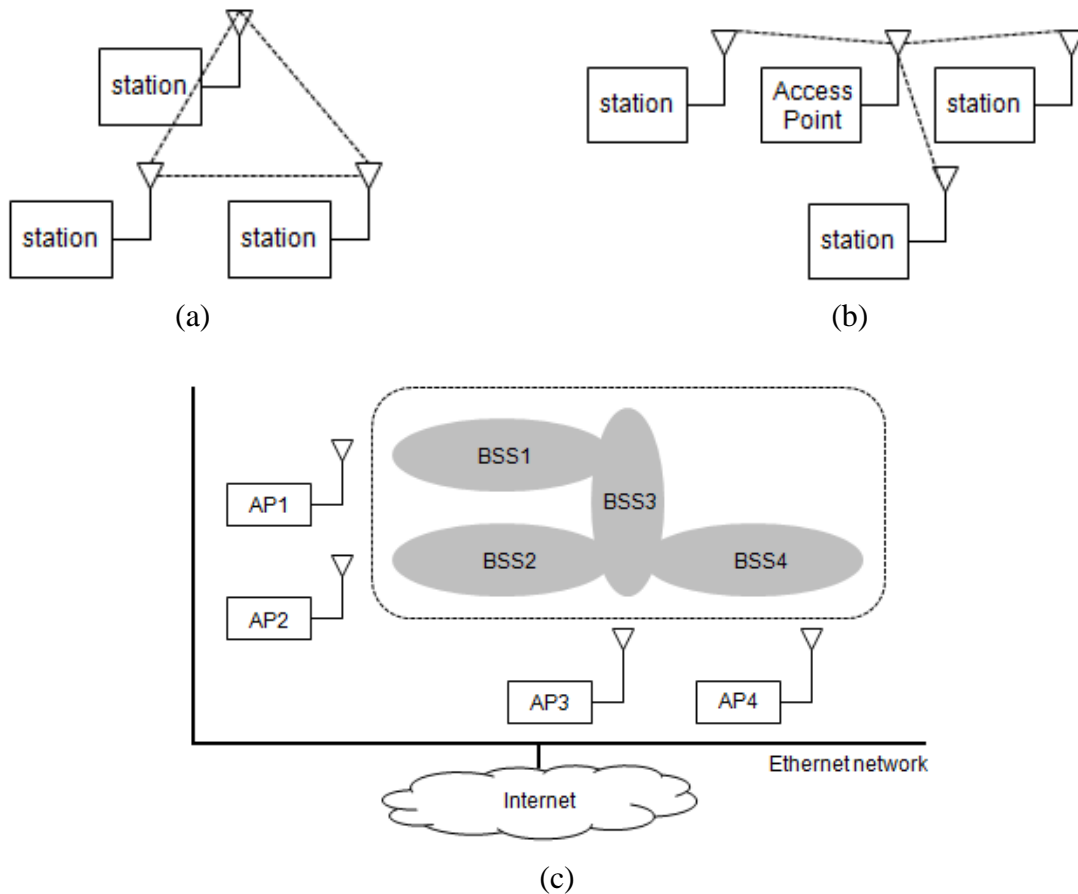 station
station
station
(a)
station
Access
Point
station
station
(b)
BSS1
BSS3
BSS2
BSS4
AP1
AP2
AP3
AP4
Ethernet network
Internet
(c)